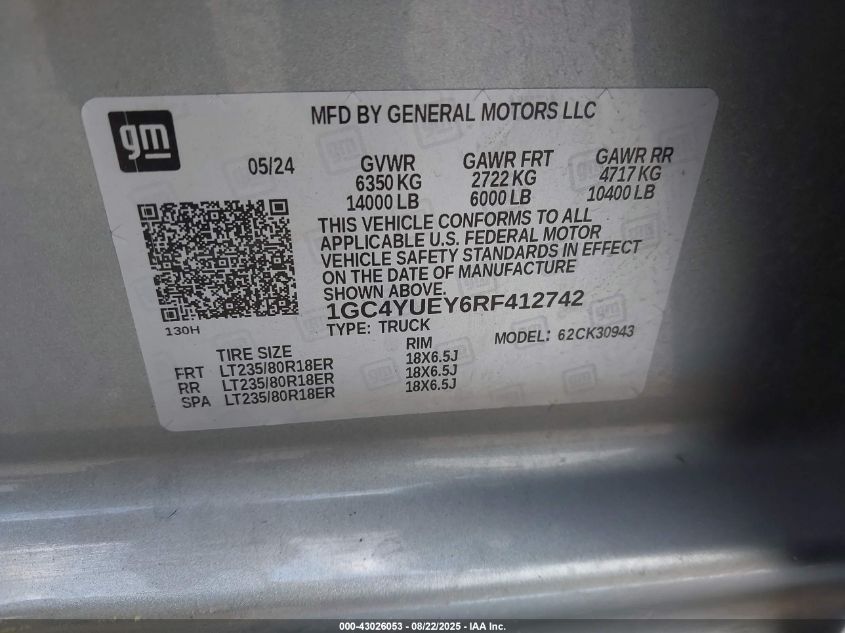 gm
MFD BY GENERAL MOTORS LLC
05/24 GVWR GAWR FRT GAWR RR
6350 KG 2722 KG 4717 KG
14000 LB 6000 LB 10400 LB
THIS VEHICLE CONFORMS TO ALL
APPLICABLE U.S. FEDERAL MOTOR
VEHICLE SAFETY STANDARDS IN EFFECT
ON THE DATE OF MANUFACTURE
SHOWN ABOVE.
1GC4YUEY6RF412742
130H
TYPE: TRUCK
MODEL: 62CK30943
TIRE SIZE RIM
FRT LT235/80R18ER 18X6.5J
RR LT235/80R18ER 18X6.5J
SPA LT235/80R18ER 18X6.5J
000-43026053 - 08/22/2025 - IAA Inc.